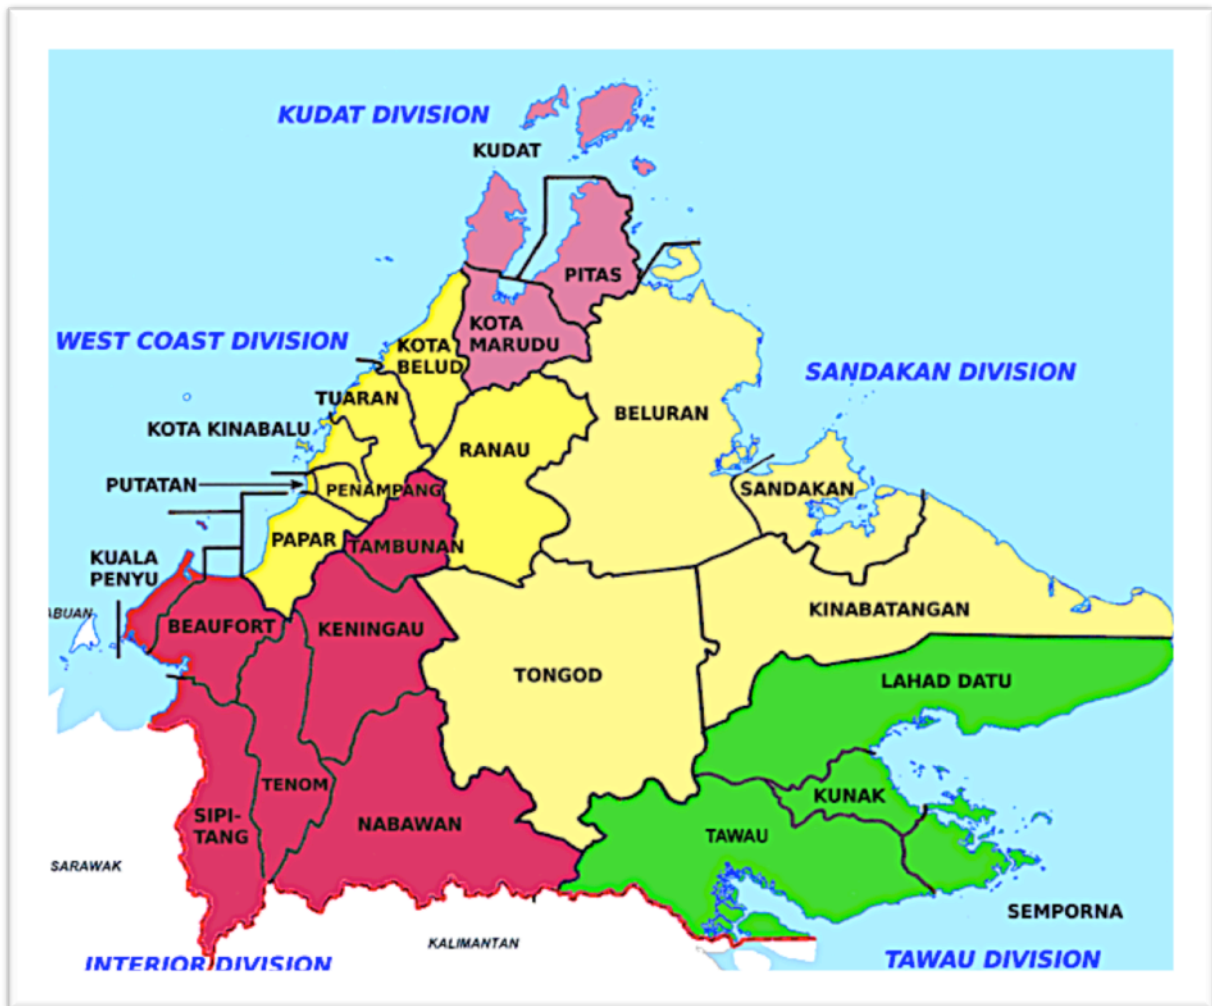 KUDAT DIVISION
KUDAT
PITAS
KOTA
MARUDU
WEST COAST DIVISION
KOTA
BELUD
SANDAKAN DIVISION
TUARAN
BELURAN
KOTA KINABALU
RANAU
PUTATAN
PENAMPANG
SANDAKAN
PAPAR
TAMBUNAN
KUALA
PENYU
ABUAN
BEAUFORT
KENINGAU
KINABATANGAN
TONGOD
LAHAD DATU
TENOM
KUNAK
SIPI-
TANG
NABAWAN
TAWAU
SARAWAK
SEMPORNA
KALIMANTAN
INTERIOR DIVISION
TAWAU DIVISION